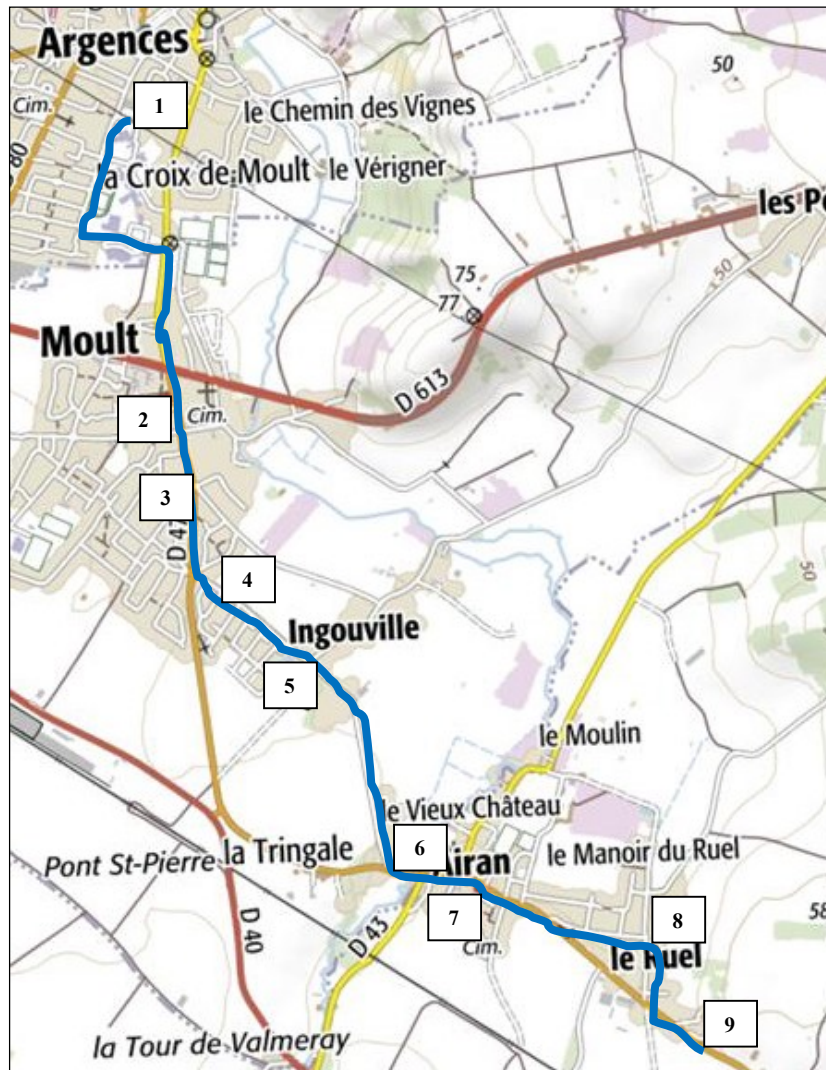 Argences
50
Cim.
1
le Chemin des Vignes
80
la Croix de Moult
le Vérigner
les
50
75
77
Moult
D 613
2
Cim.
3
D 47
4
50
Ingouville
5
le Moulin
le Vieux Château
6
Pont St-Pierre
la Tringale
Airan
le Manoir du Ruel
7
58
D 40
D 43
Cim.
8
le Ruel
9
la Tour de Valmeray